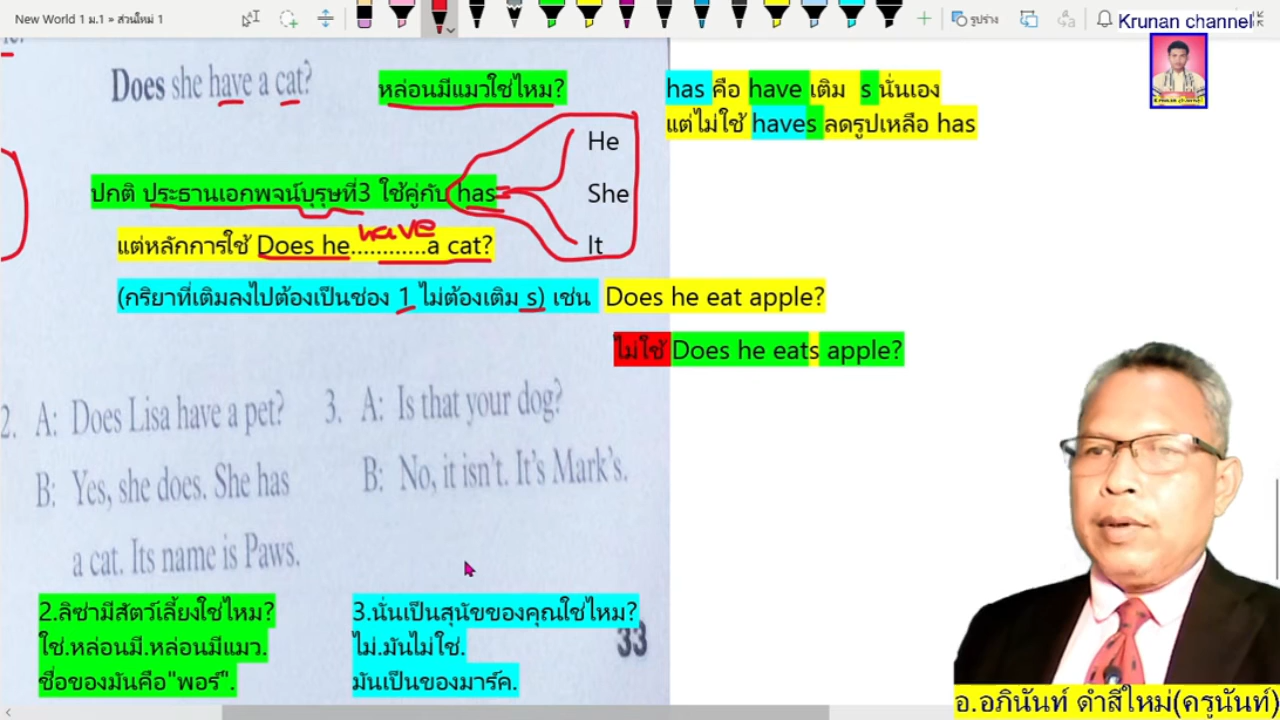 New World 1 ม.1 » ส่วนใหม่ 1
รูปร่าง
Krunan channel
Does she have a cat?
หล่อนมีแมวใช่ไหม?
has คือ have เติม s นั่นเอง
แต่ไม่ใช้ haves ลดรูปเหลือ has
He
ปกติ ประธานเอกพจน์บุรุษที่3 ใช้คู่กับ has
She
have
แต่หลักการใช้ Does he............a cat?
It
(กริยาที่เติมลงไปต้องเป็นช่อง 1 ไม่ต้องเติม s) เช่น Does he eat apple?
ไม่ใช้ Does he eats apple?
2. A: Does Lisa have a pet?
B: Yes, she does. She has
a cat. Its name is Paws.
3. A: Is that your dog?
B: No, it isn't. It's Mark's.
2.ลิซ่ามีสัตว์เลี้ยงใช่ไหม?
ใช่.หล่อนมี.หล่อนมีแมว.
ชื่อของมันคือ"พอร์".
3.นั่นเป็นสุนัขของคุณใช่ไหม?
ไม่.มันไม่ใช่.
มันเป็นของมาร์ค.
33
อ.อภินันท์ ดำสีใหม่(ครูนันท์)